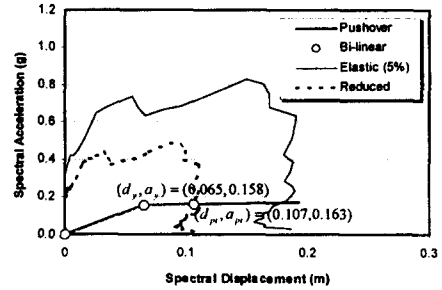 1.2
1.0
0.8
0.6
0.4
0.2
0.0
Spectral Acceleration (g)
Pushover
Bi-linear
Elastic (5%)
Reduced
(d_y, a_y) = (0.065, 0.158)
(d_pi, a_pi) = (0.107, 0.163)
0 0.1 0.2 0.3
Spectral Displacement (m)